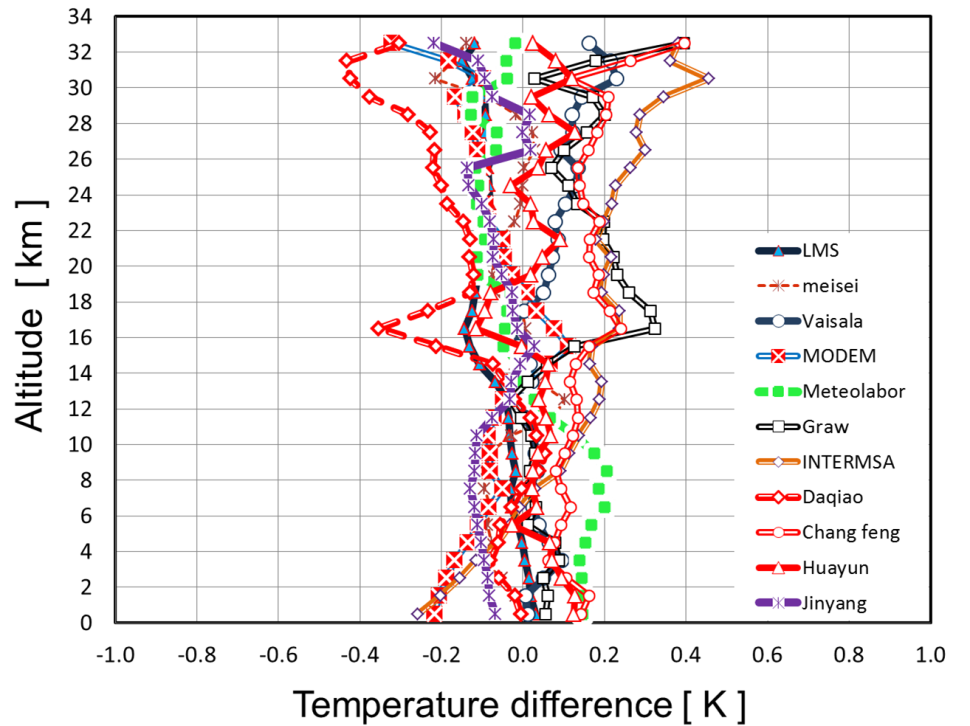 34
32
30
28
26
24
22
20
18
16
14
12
10
8
6
4
2
0
Altitude [ km ]
LMS
meisei
Vaisala
MODEM
Meteolabor
Graw
INTERMSA
Daqiao
Chang feng
Huayun
Jinyang
-1.0 -0.8 -0.6 -0.4 -0.2 0.0 0.2 0.4 0.6 0.8 1.0
Temperature difference [ K ]